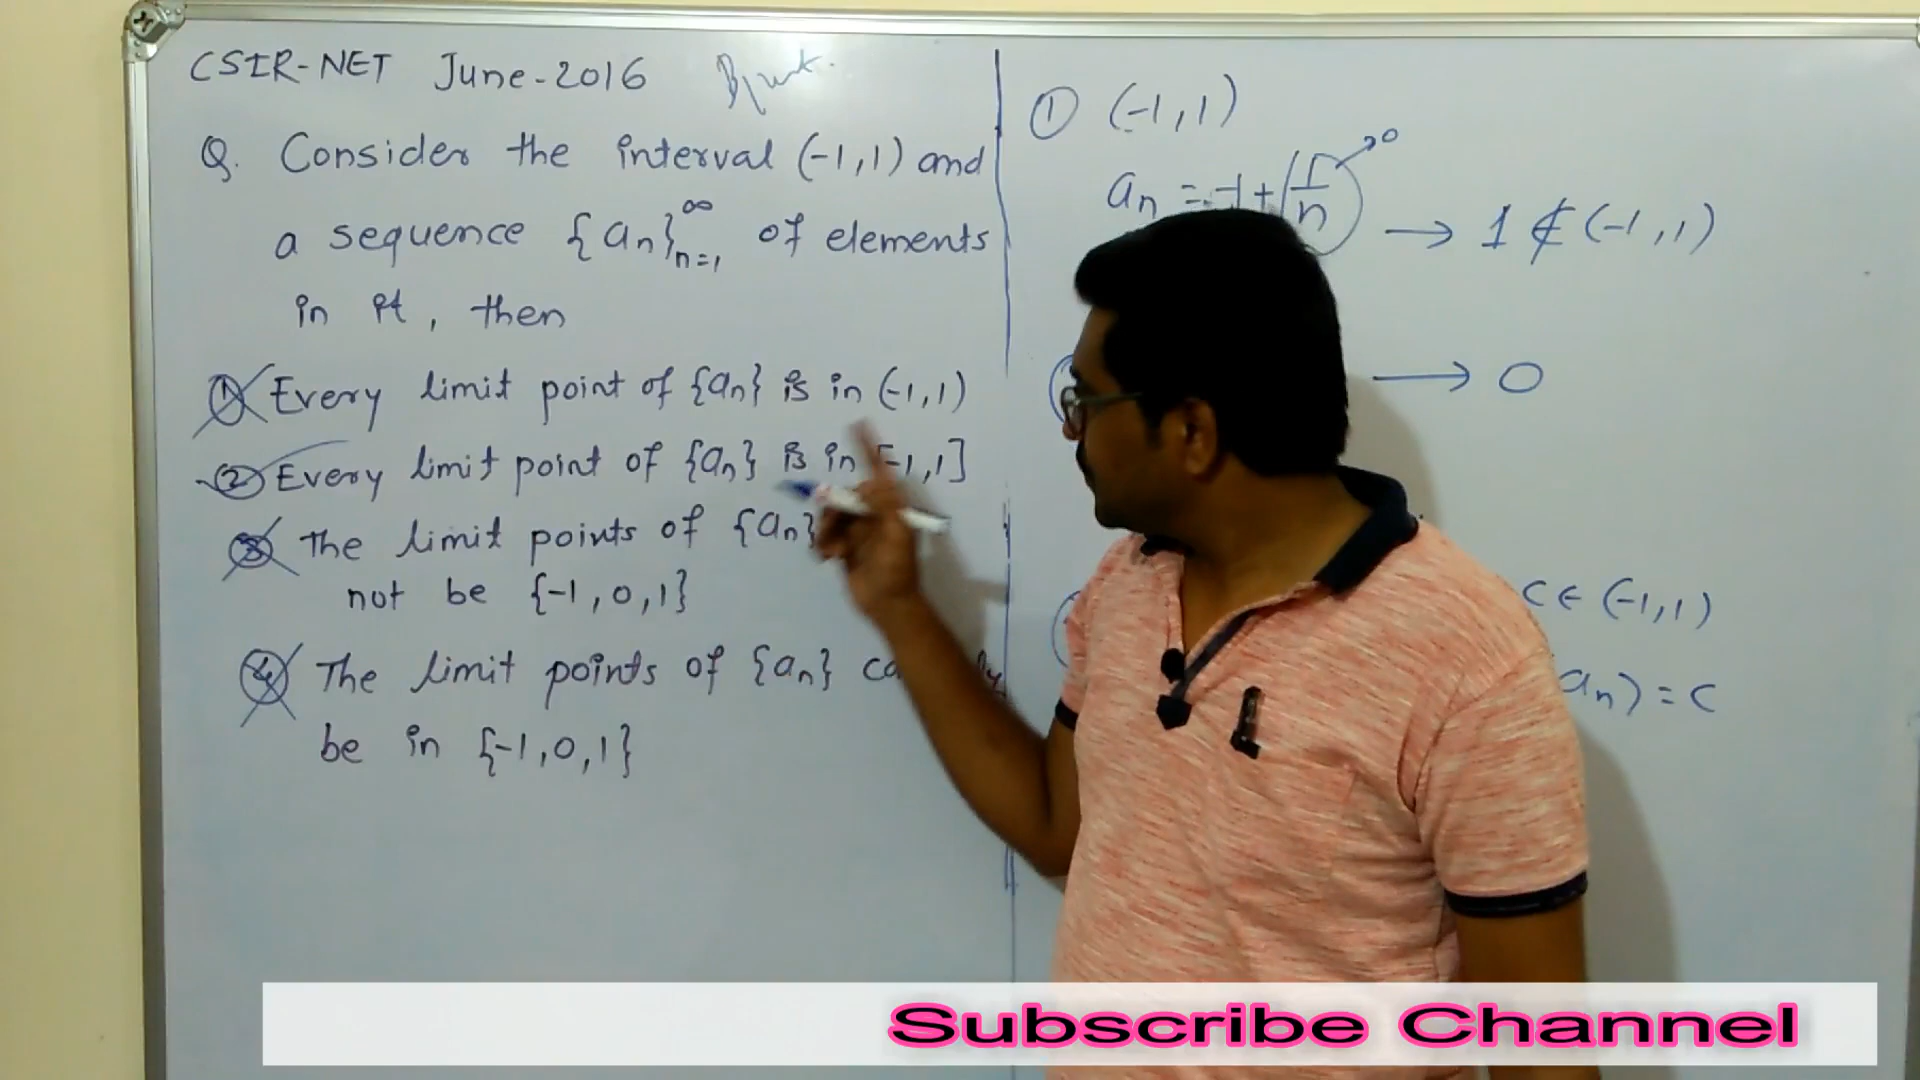 CSIR-NET June-2016
Q. Consider the interval (-1,1) and
a sequence {an}∞n=1 of elements
in it, then
① Every limit point of {an} is in (-1,1)
② Every limit point of {an} is in [-1,1]
③ The limit points of {an}
not be {-1,0,1}
④ The limit points of {an}
be in {-1,0,1}
① (-1,1)
an = -1 + 1/n → 0
→ 1 ∉ (-1,1)
→ 0
c ∈ (-1,1)
an) = c
Subscribe Channel